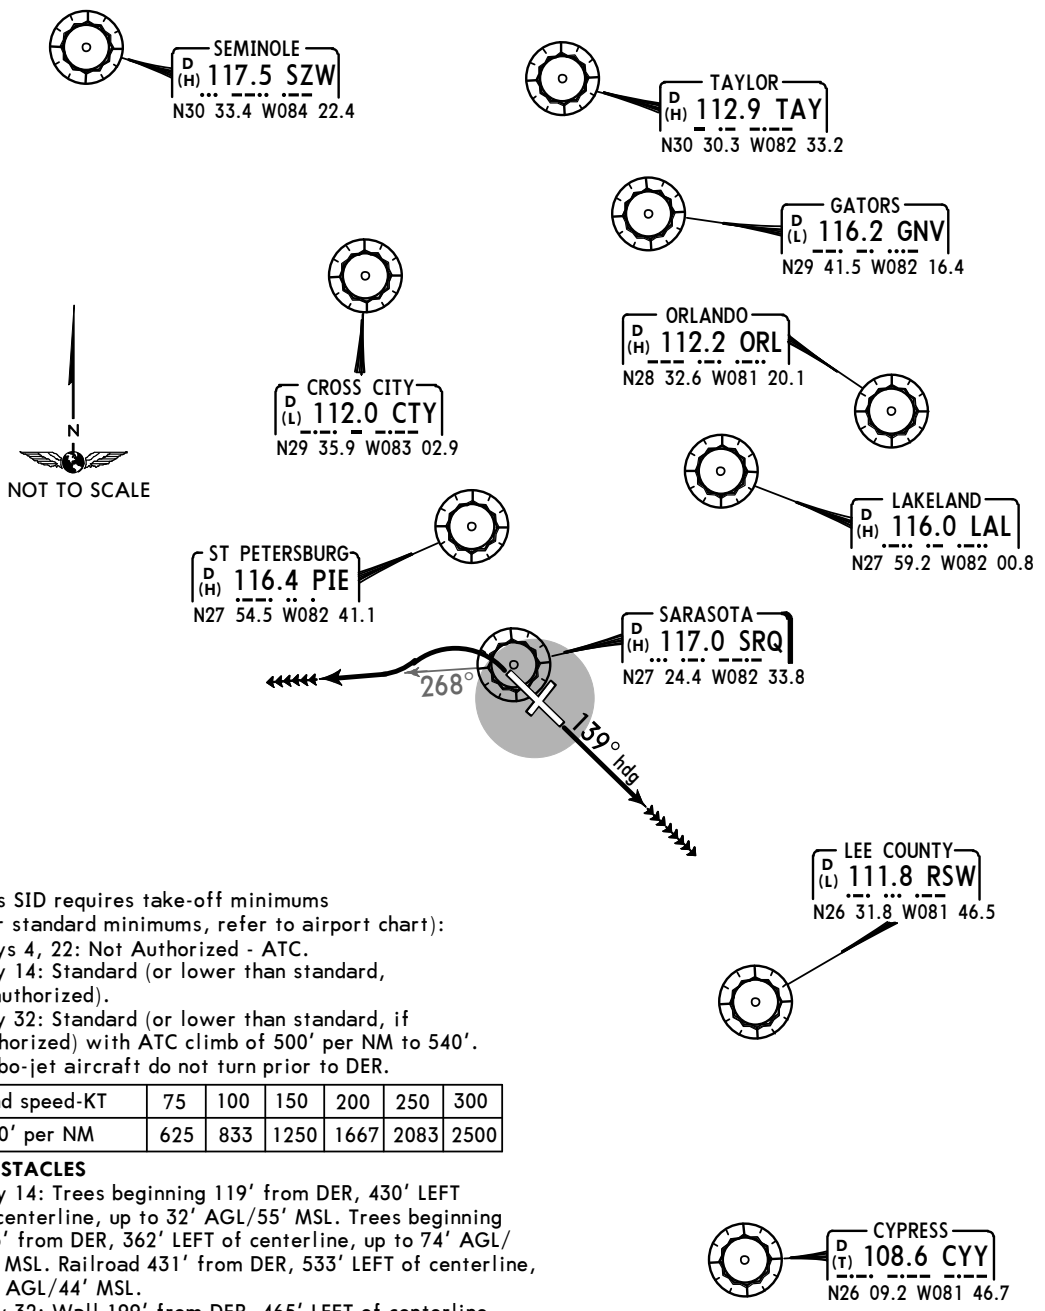 SEMINOLE
D
(H) 117.5 SZW
N30 33.4 W084 22.4
TAYLOR
D
(H) 112.9 TAY
N30 30.3 W082 33.2
GATORS
D
(L) 116.2 GNV
N29 41.5 W082 16.4
ORLANDO
D
(H) 112.2 ORL
N28 32.6 W081 20.1
CROSS CITY
D
(L) 112.0 CTY
N29 35.9 W083 02.9
N
NOT TO SCALE
LAKELAND
D
(H) 116.0 LAL
N27 59.2 W082 00.8
ST PETERSBURG
D
(H) 116.4 PIE
N27 54.5 W082 41.1
SARASOTA
D
(H) 117.0 SRQ
N27 24.4 W082 33.8
268°
139° hdg
LEE COUNTY
D
(L) 111.8 RSW
N26 31.8 W081 46.5
s SID requires take-off minimums
r standard minimums, refer to airport chart):
ys 4, 22: Not Authorized - ATC.
y 14: Standard (or lower than standard,
uthorized).
y 32: Standard (or lower than standard, if
horized) with ATC climb of 500' per NM to 540'.
bo-jet aircraft do not turn prior to DER.
d speed-KT 75 100 150 200 250 300
0' per NM 625 833 1250 1667 2083 2500
STACLES
y 14: Trees beginning 119' from DER, 430' LEFT
centerline, up to 32' AGL/55' MSL. Trees beginning
' from DER, 362' LEFT of centerline, up to 74' AGL/
MSL. Railroad 431' from DER, 533' LEFT of centerline,
AGL/44' MSL.
y 32: Wall 199' from DER, 465' LEFT of centerline,
CYPRESS
D
(T) 108.6 CYY
N26 09.2 W081 46.7